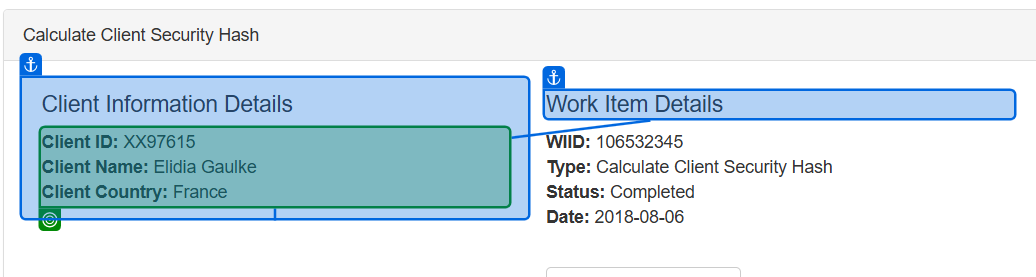 Calculate Client Security Hash
Client Information Details
Client ID: XX97615
Client Name: Elidia Gaulke
Client Country: France
Work Item Details
WIID: 106532345
Type: Calculate Client Security Hash
Status: Completed
Date: 2018-08-06